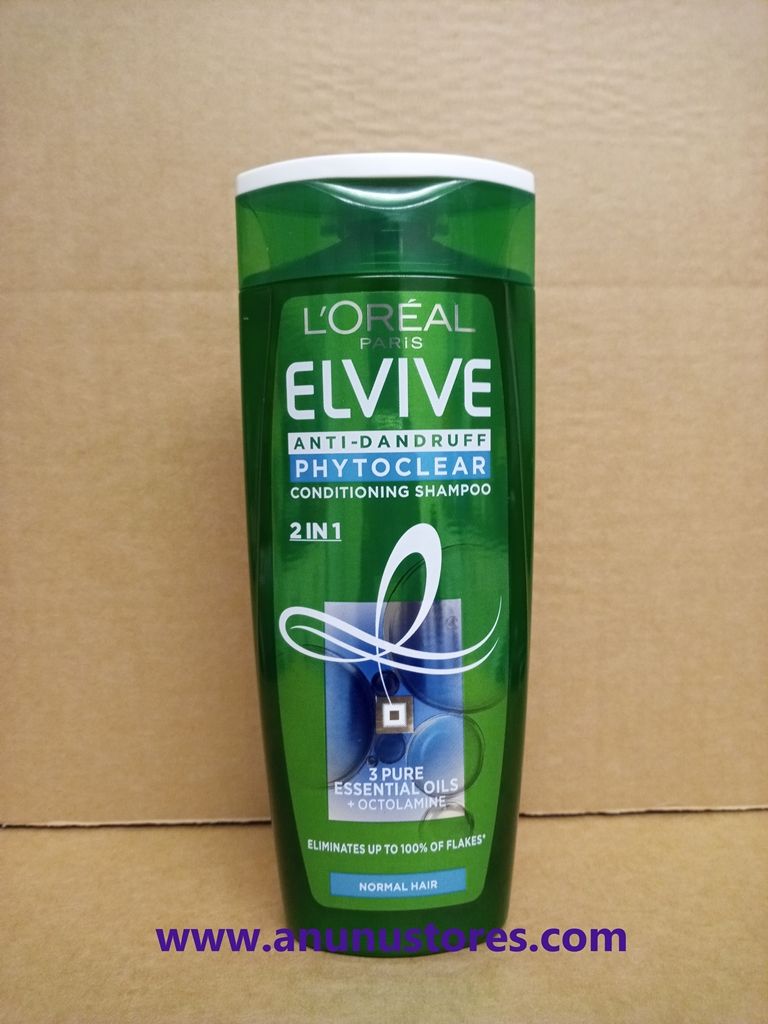 L'ORÉAL
PARIS
ELVIVE
ANTI-DANDRUFF
PHYTOCLEAR
CONDITIONING SHAMPOO
2 IN 1
3 PURE
ESSENTIAL OILS
+ OCTOLAMINE
ELIMINATES UP TO 100% OF FLAKES*
NORMAL HAIR
www.anunustores.com